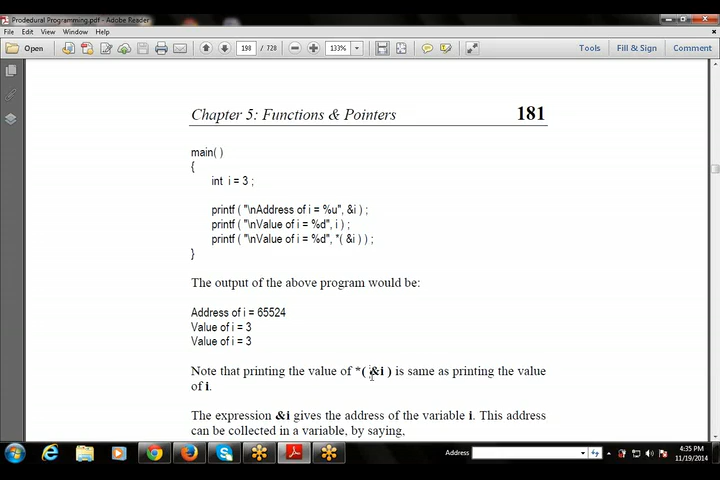 Prodedural Programming.pdf - Adobe Reader
File Edit View Window Help
Open 198 / 728 133% Tools Fill & Sign Comment
Chapter 5: Functions & Pointers 181
main( )
{
int i = 3 ;
printf ( "\nAddress of i = %u", &i ) ;
printf ( "\nValue of i = %d", i ) ;
printf ( "\nValue of i = %d", *( &i ) ) ;
}
The output of the above program would be:
Address of i = 65524
Value of i = 3
Value of i = 3
Note that printing the value of *( &i ) is same as printing the value
of i.
The expression &i gives the address of the variable i. This address
can be collected in a variable, by saying,
Address
4:35 PM
11/19/2014